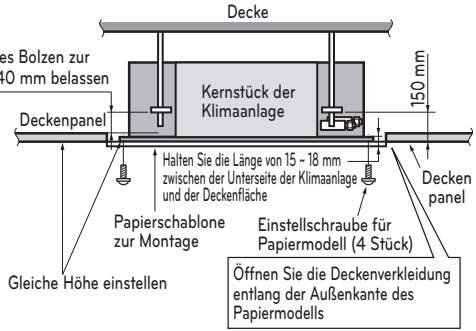 Decke
es Bolzen zur
40 mm belassen
Kernstück der
Klimaanlage
150 mm
Deckenpanel
Halten Sie die Länge von 15 ~ 18 mm
zwischen der Unterseite der Klimaanlage
und der Deckenfläche
Decken
panel
Papierschablone
zur Montage
Einstellschraube für
Papiermodell (4 Stück)
Gleiche Höhe einstellen
Öffnen Sie die Deckenverkleidung
entlang der Außenkante des
Papiermodells